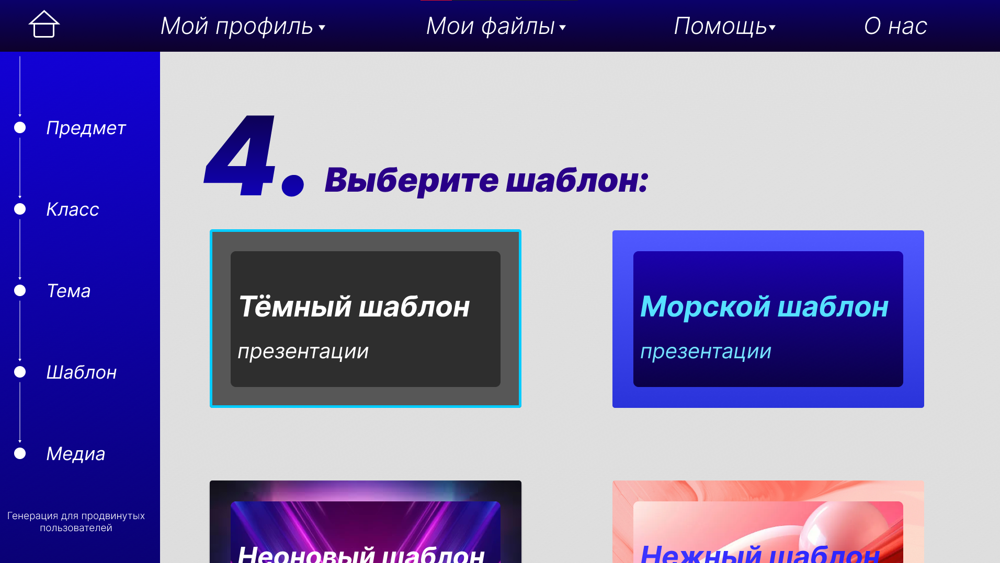 Мой профиль
Мои файлы
Помощь
О нас
Предмет
Класс
Тема
Шаблон
Медиа
Генерация для продвинутых
пользователей
4. Выберите шаблон:
Тёмный шаблон
презентации
Морской шаблон
презентации
Неоновый шаблон
Нежный шаблон